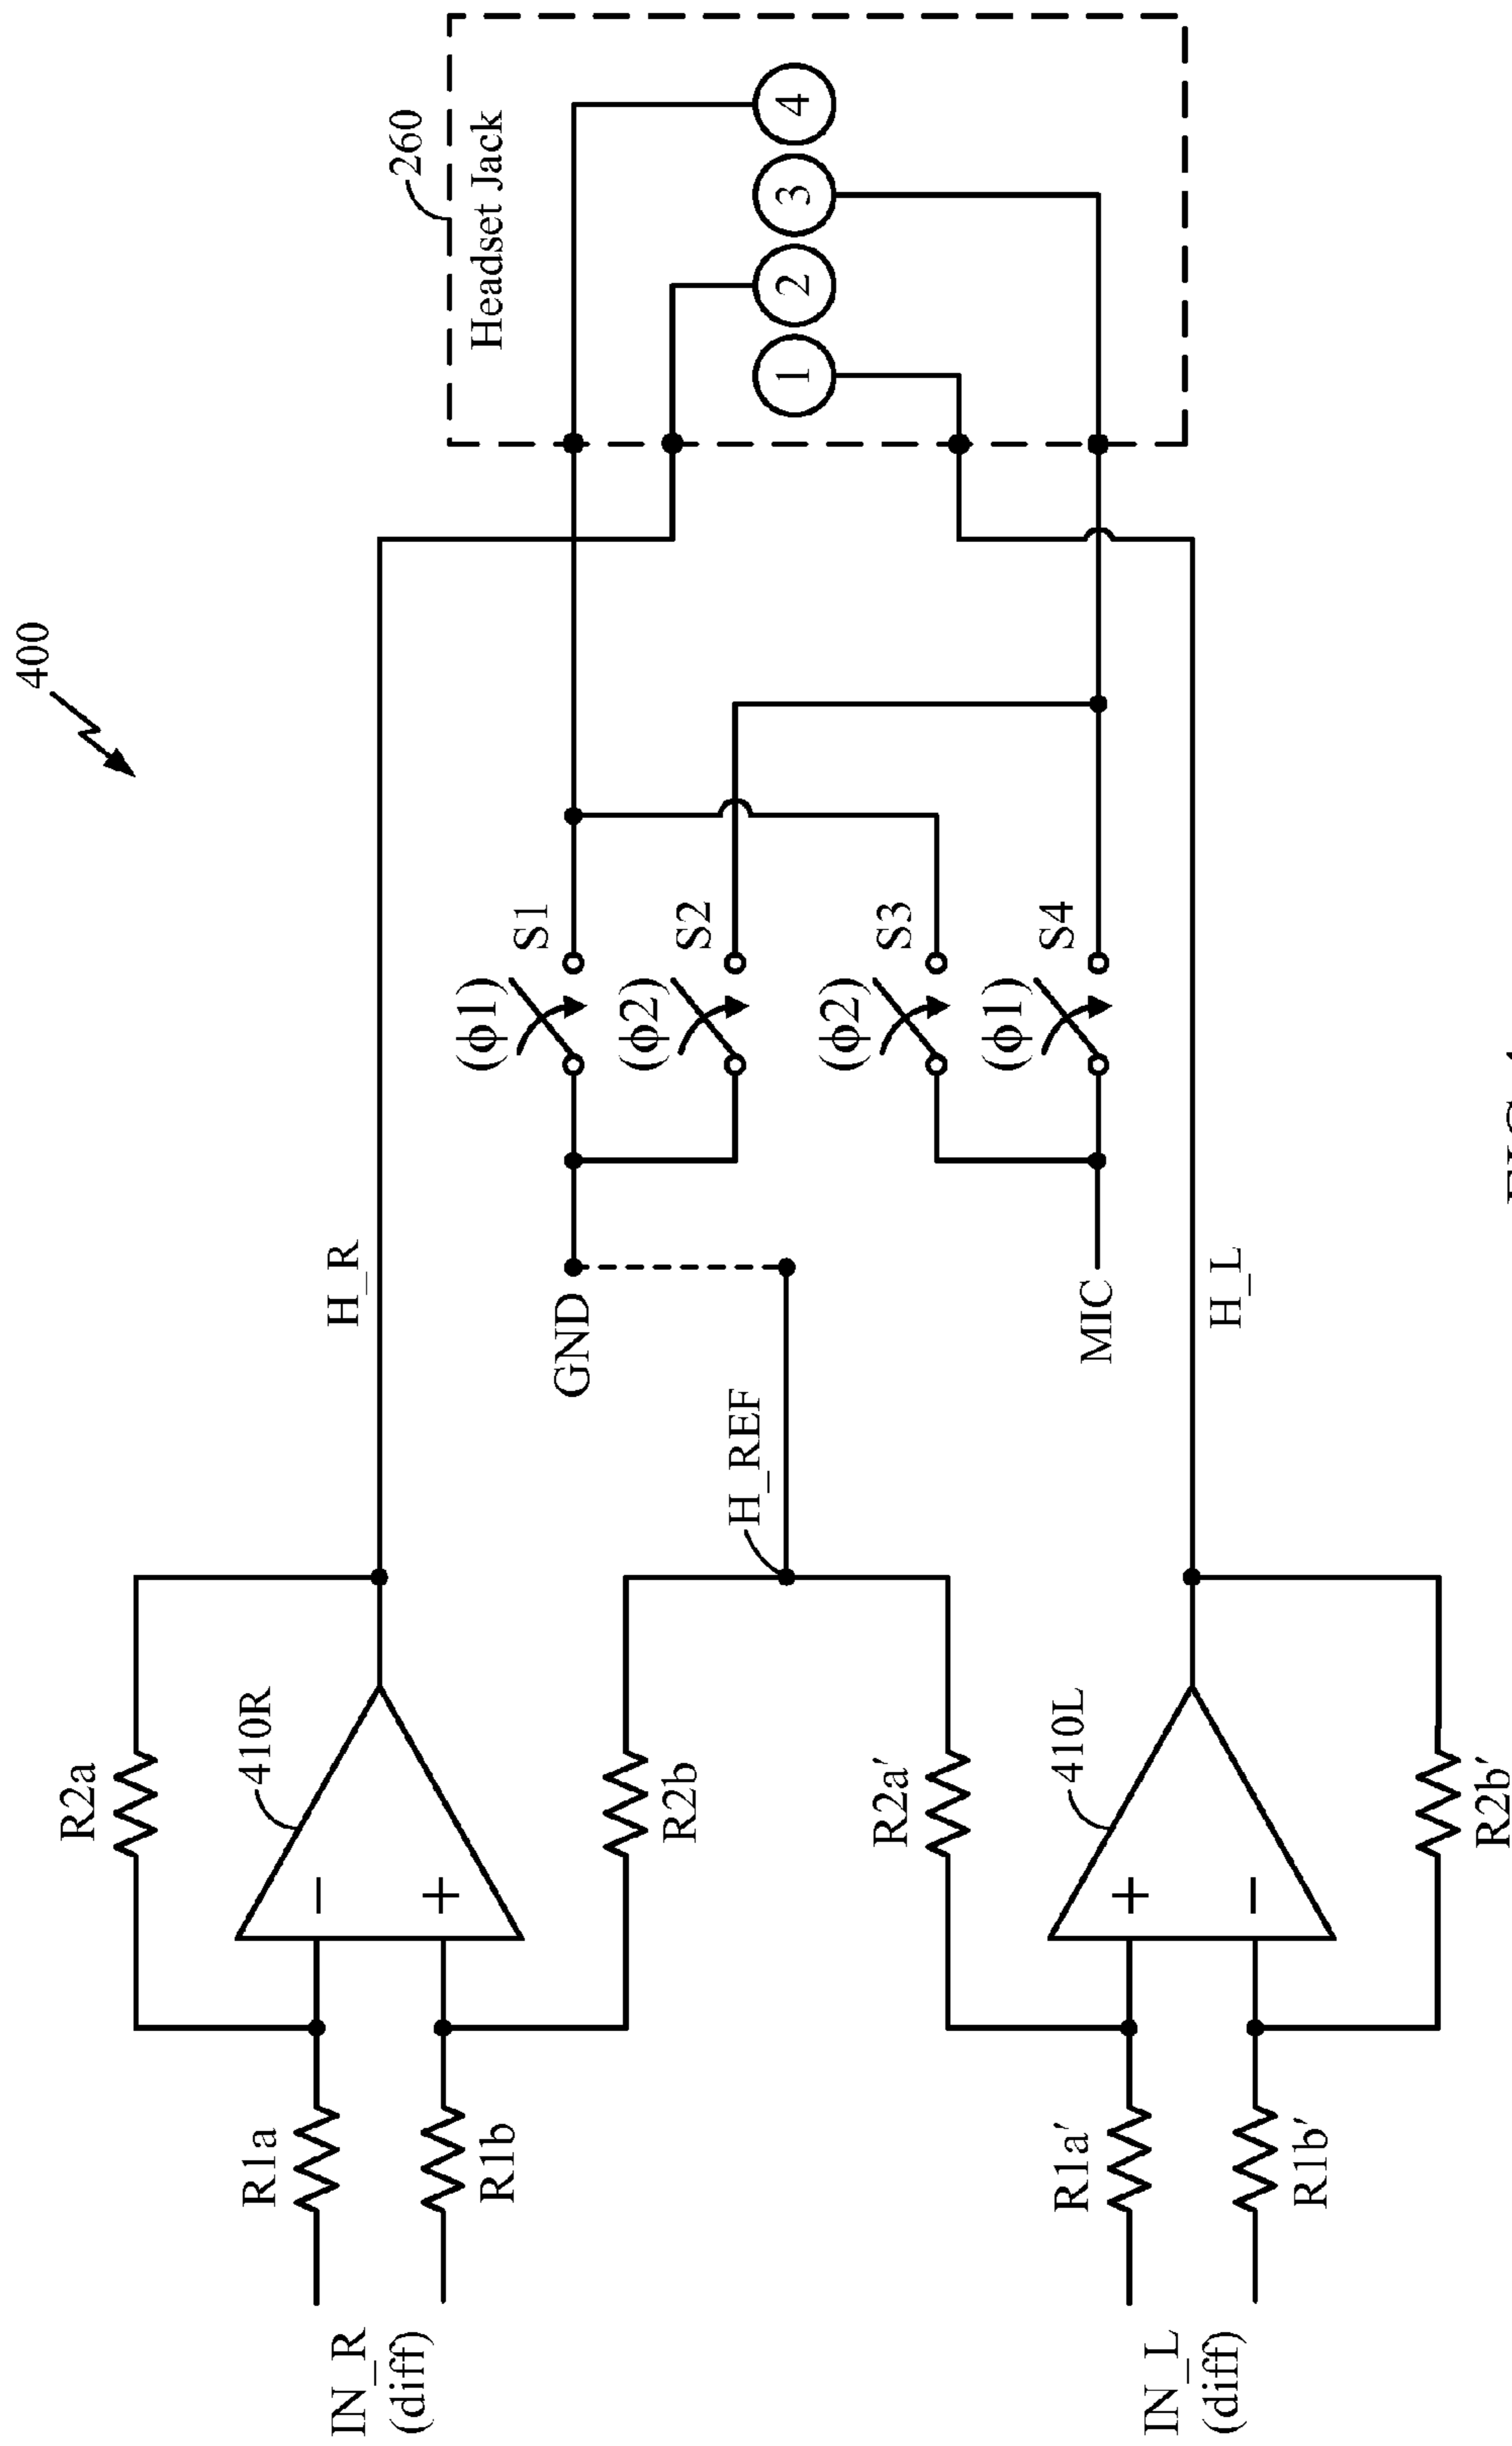 400
260
Headset Jack
R2a
410R
R1a
R1b
IN_R
(diff)
H_R
R2b
H_REF
GND
(ϕ1)
S1
(ϕ2)
S2
(ϕ2)
S3
(ϕ1)
S4
MIC
1
2
3
4
R2a′
410L
R1a′
R1b′
IN_L
(diff)
H_L
R2b′